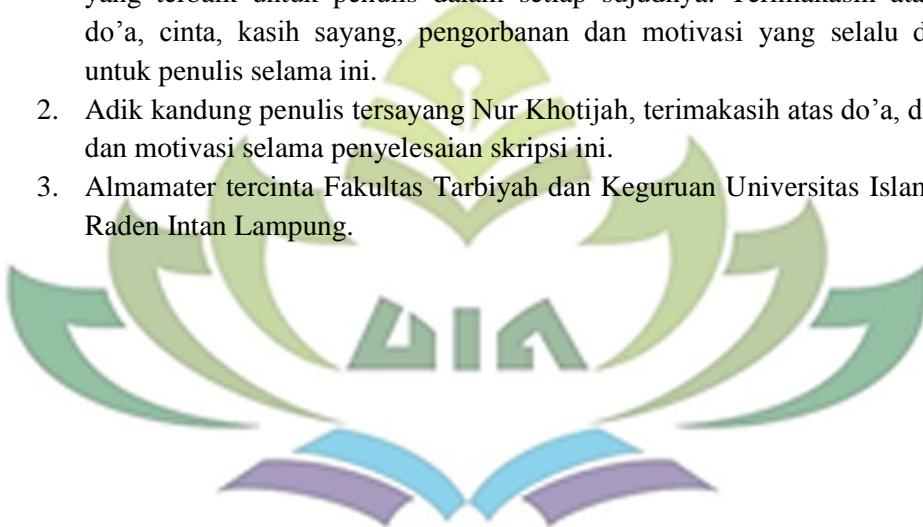 yang terbaik untuk penulis dalam setiap sujudnya. Terimakasih
do’a, cinta, kasih sayang, pengorbanan dan motivasi yang selalu
untuk penulis selama ini.
2. Adik kandung penulis tersayang Nur Khotijah, terimakasih atas do’a,
dan motivasi selama penyelesaian skripsi ini.
3. Almamater tercinta Fakultas Tarbiyah dan Keguruan Universitas
Raden Intan Lampung.
UIN